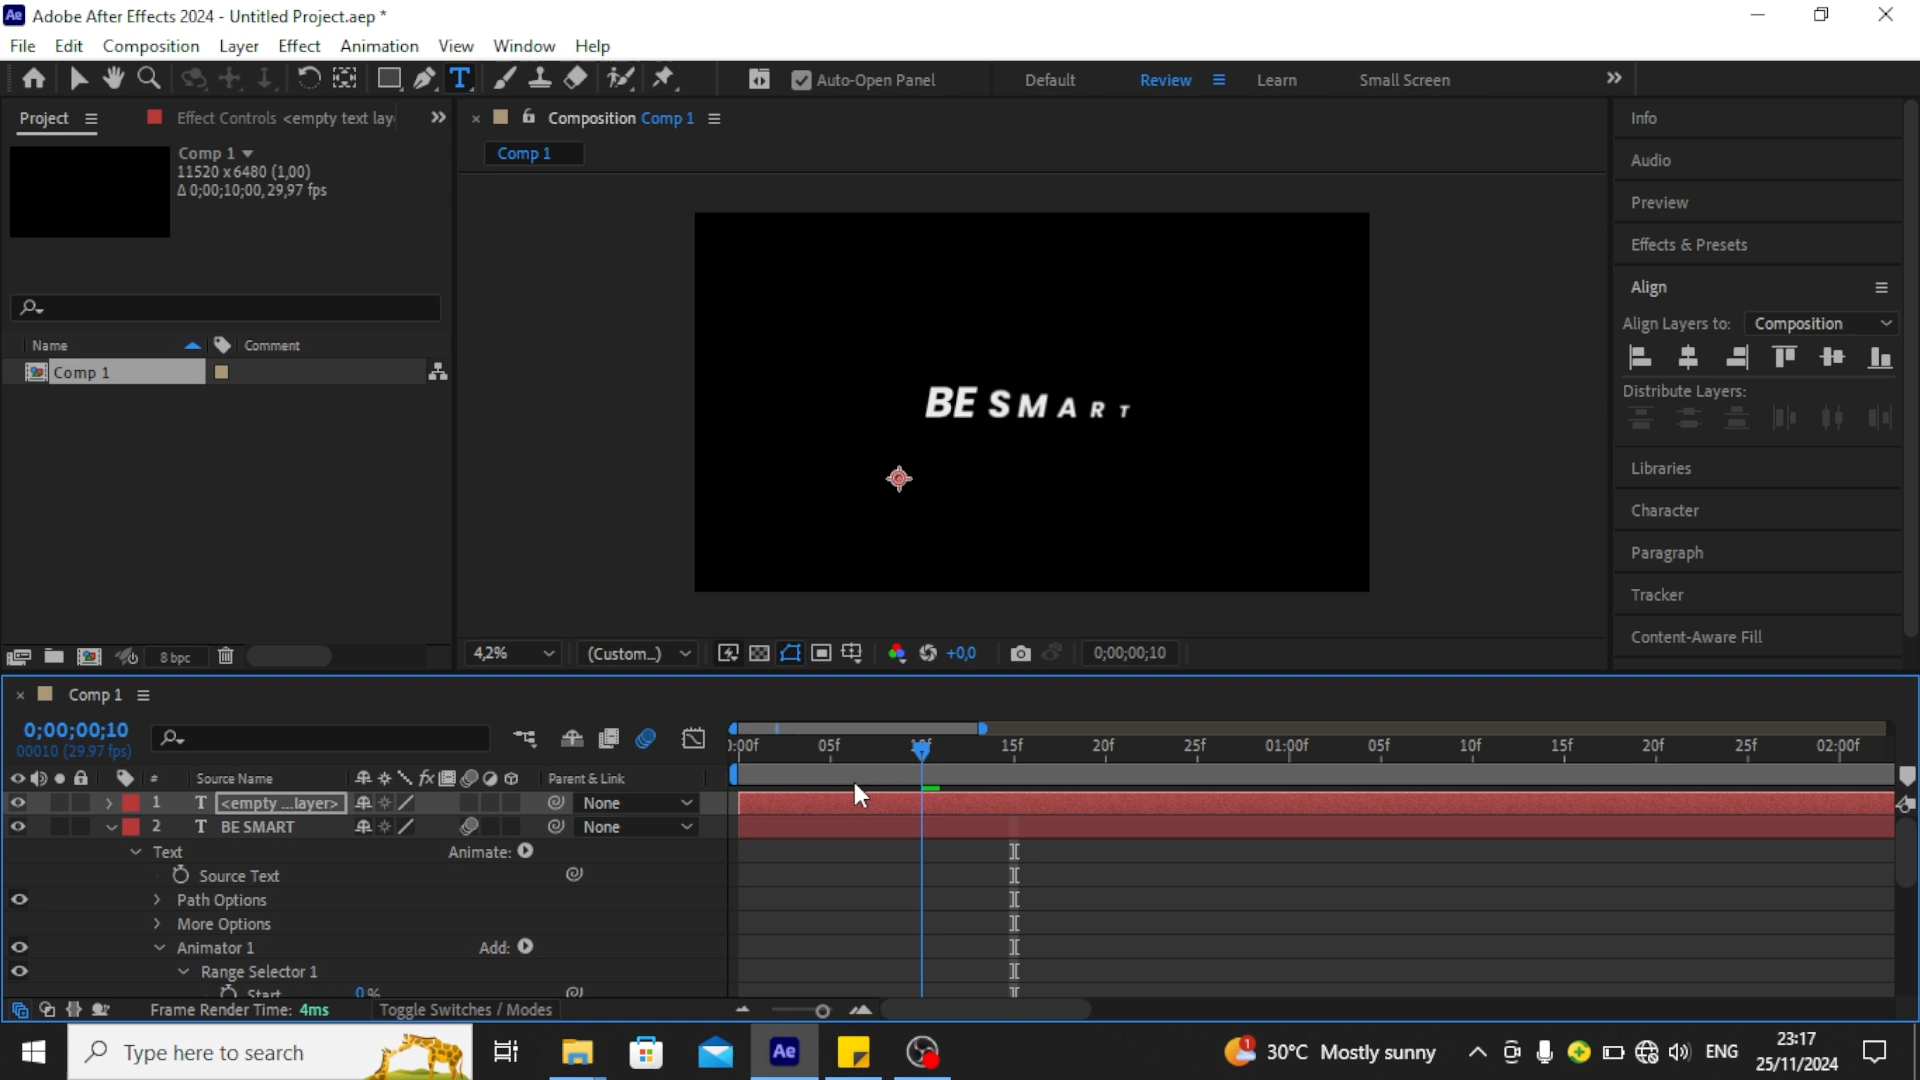 Ae Adobe After Effects 2024 - Untitled Project.aep *
File Edit Composition Layer Effect Animation View Window Help
T Auto-Open Panel Default Review Learn Small Screen
Project Effect Controls <empty text lay
Composition Comp 1
Comp 1
Comp 1
11520 x 6480 (1,00)
Δ 0;00;10;00, 29,97 fps
Name Comment
Comp 1
BE SMART
8 bpc
4,2% (Custom...) +0,0 0;00;00;10
Info
Audio
Preview
Effects & Presets
Align
Align Layers to: Composition
Distribute Layers:
Libraries
Character
Paragraph
Tracker
Content-Aware Fill
Comp 1
0;00;00;10
00010 (29.97 fps)
):00f 05f 10f 15f 20f 25f 01:00f 05f 10f 15f 20f 25f 02:00f
# Source Name fx Parent & Link
1 T <empty ...layer> None
2 T BE SMART None
Text Animate:
Source Text
Path Options
More Options
Animator 1 Add:
Range Selector 1
Start 0%
Frame Render Time: 4ms Toggle Switches / Modes
Type here to search Ae 1 30°C Mostly sunny ENG 23:17
25/11/2024